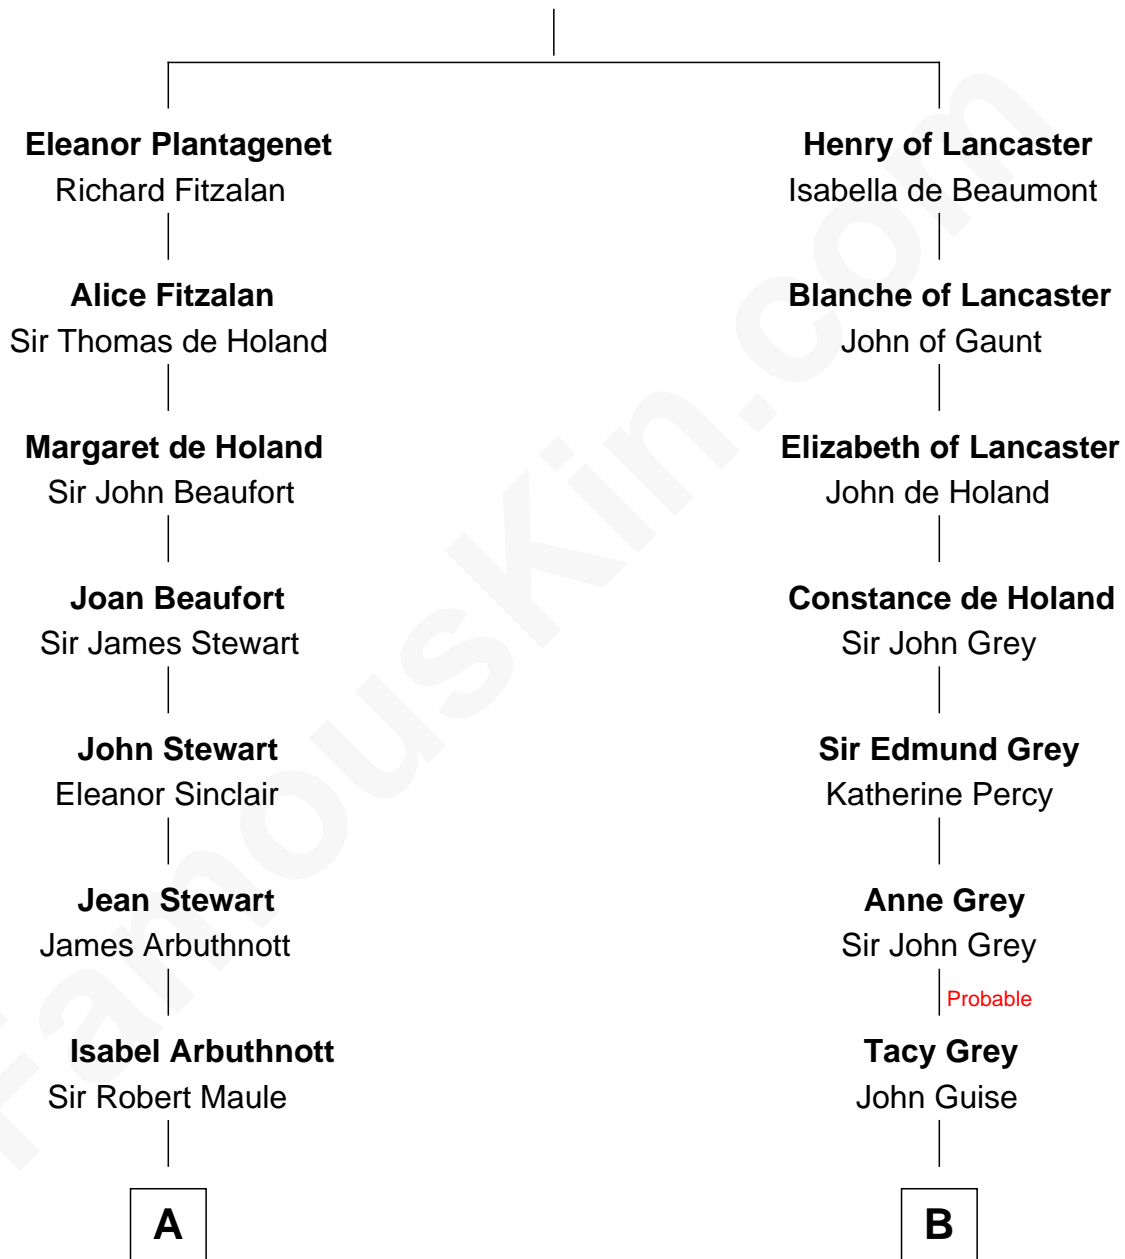 Eleanor Plantagenet
Richard Fitzalan
Alice Fitzalan
Sir Thomas de Holand
Margaret de Holand
Sir John Beaufort
Joan Beaufort
Sir James Stewart
John Stewart
Eleanor Sinclair
Jean Stewart
James Arbuthnott
Isabel Arbuthnott
Sir Robert Maule
A
Henry of Lancaster
Isabella de Beaumont
Blanche of Lancaster
John of Gaunt
Elizabeth of Lancaster
John de Holand
Constance de Holand
Sir John Grey
Sir Edmund Grey
Katherine Percy
Anne Grey
Sir John Grey
Probable
Tacy Grey
John Guise
B
FamousKin.com